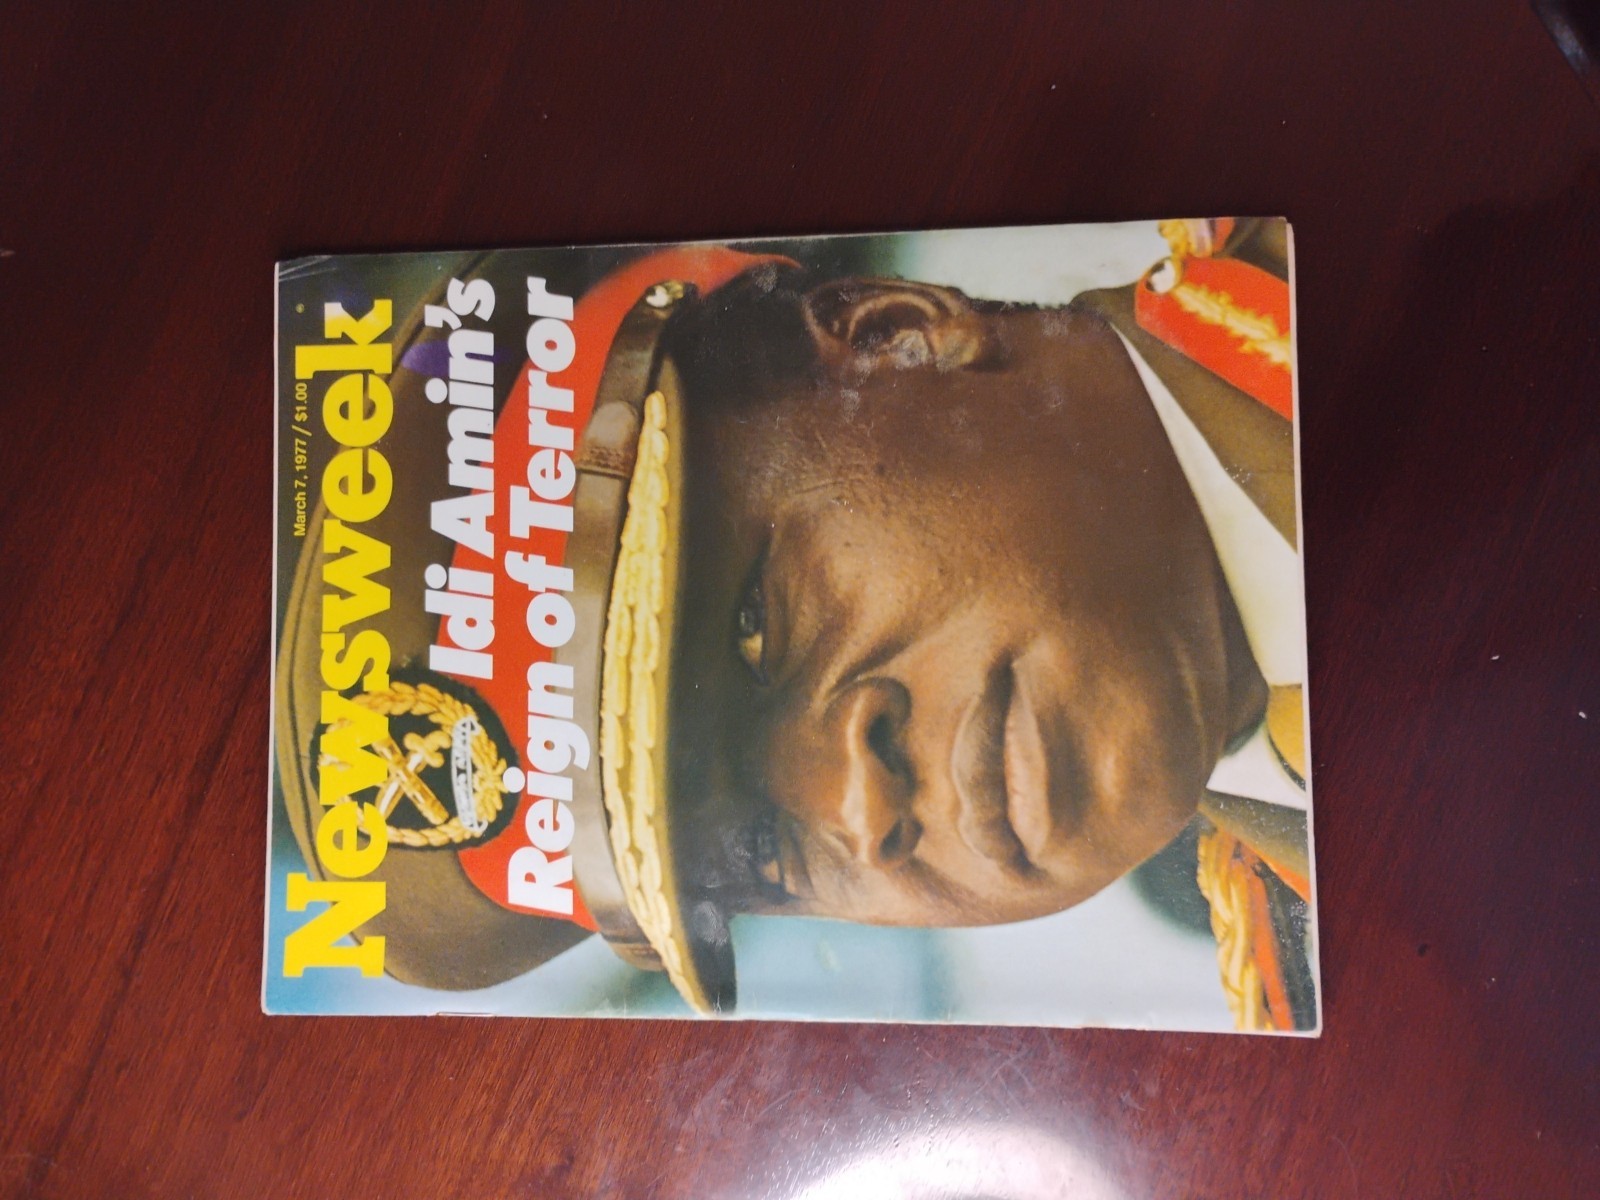 March 7, 1977 / $1.00
Newsweek®
Idi Amin's
Reign of Terror